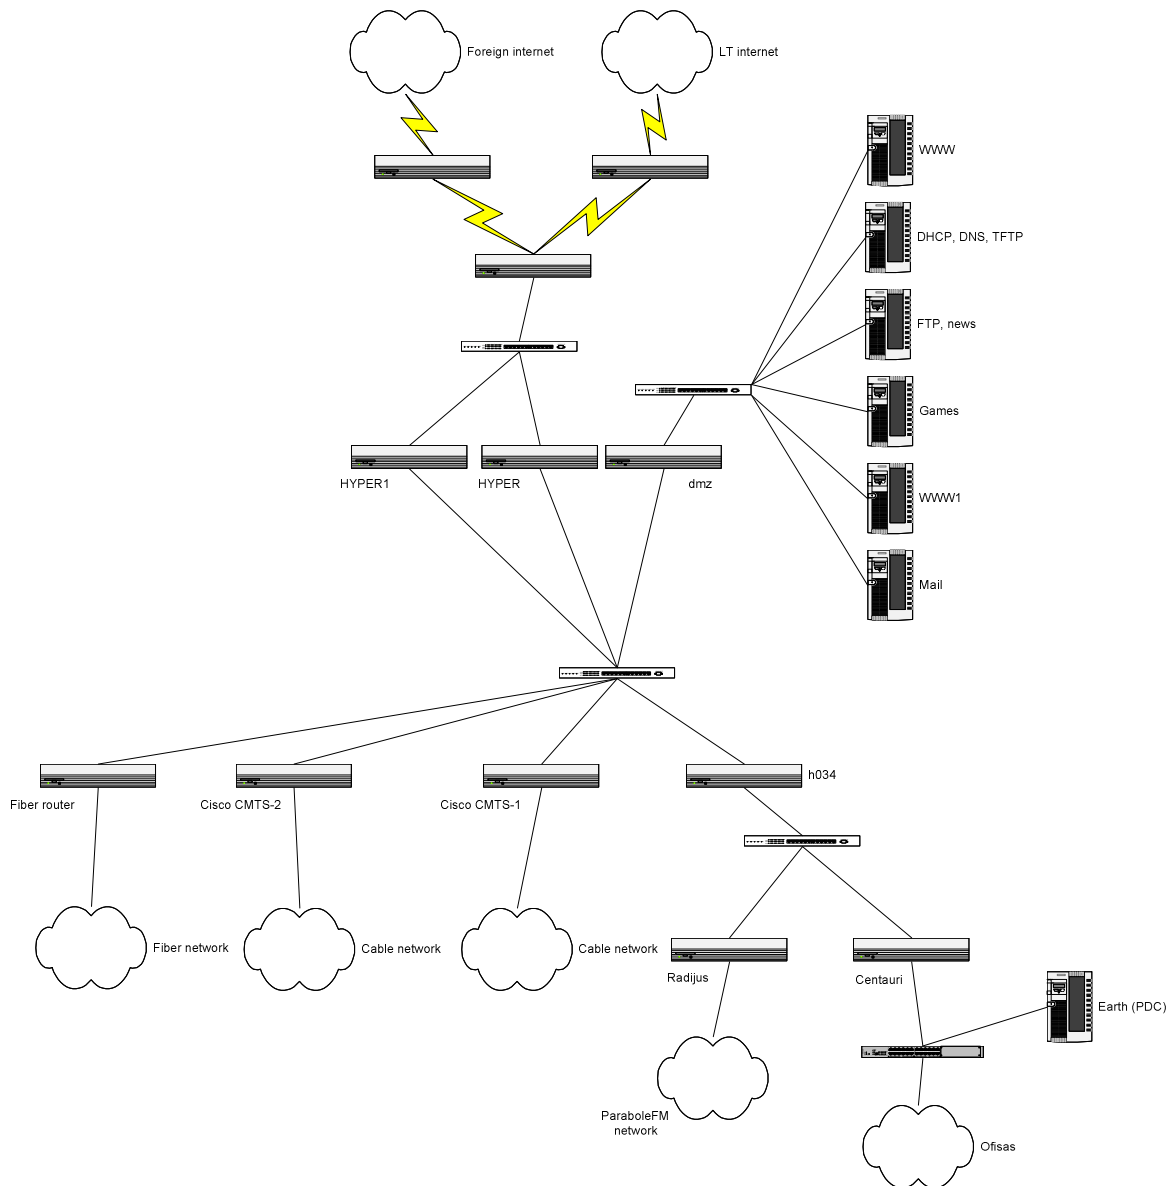 Foreign internet
LT internet
WWW
DHCP, DNS, TFTP
FTP, news
Games
HYPER1
HYPER
dmz
WWW1
Mail
h034
Fiber router
Cisco CMTS-2
Cisco CMTS-1
Fiber network
Cable network
Cable network
Radijus
Centauri
Earth (PDC)
ParaboleFM
network
Ofisas